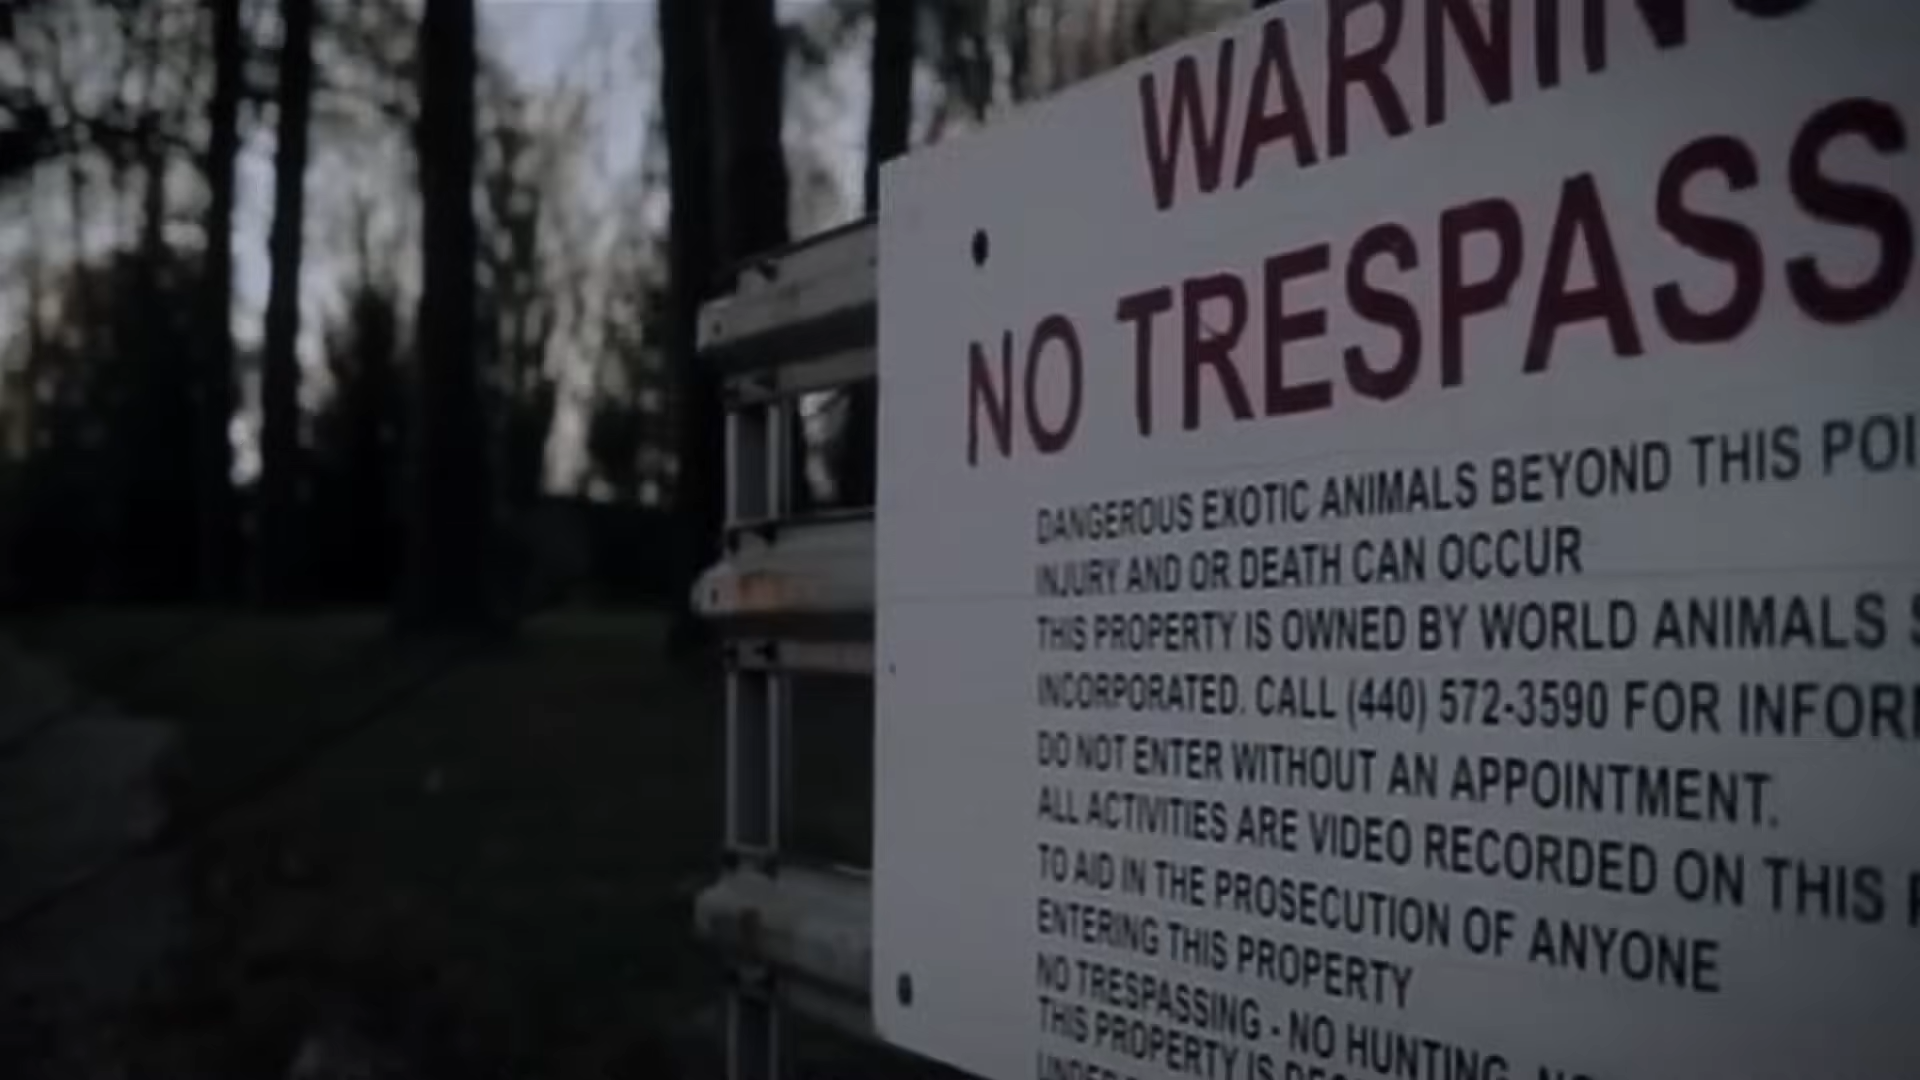 WARNING
NO TRESPASS
DANGEROUS EXOTIC ANIMALS BEYOND THIS POI
INJURY AND OR DEATH CAN OCCUR
THIS PROPERTY IS OWNED BY WORLD ANIMALS S
INCORPORATED. CALL (440) 572-3590 FOR INFOR
DO NOT ENTER WITHOUT AN APPOINTMENT.
ALL ACTIVITIES ARE VIDEO RECORDED ON THIS
TO AID IN THE PROSECUTION OF ANYONE
ENTERING THIS PROPERTY
NO TRESPASSING - NO HUNTING
THIS PROPERTY IS
UNDER